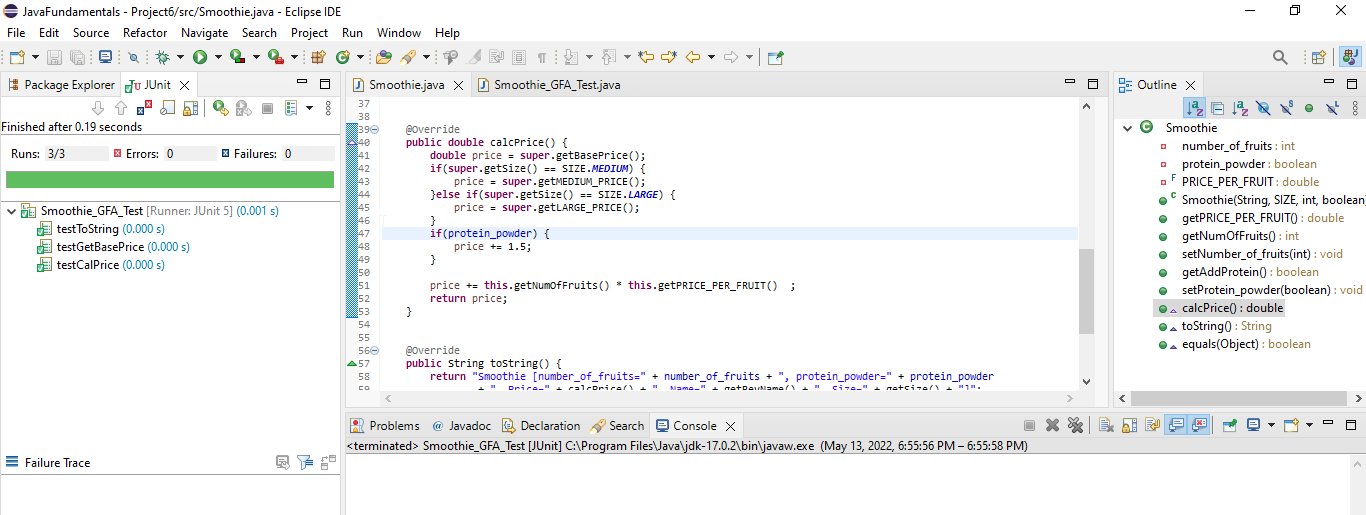 JavaFundamentals - Project6/src/Smoothie.java - Eclipse IDE
File Edit Source Refactor Navigate Search Project Run Window Help
Package Explorer JUnit
Finished after 0.19 seconds
Runs: 3/3 Errors: 0 Failures: 0
Smoothie_GFA_Test [Runner: JUnit 5] (0.001 s)
testToString (0.000 s)
testGetBasePrice (0.000 s)
testCalPrice (0.000 s)
Failure Trace
Smoothie.java Smoothie_GFA_Test.java
37
38
39 @Override
40 public double calcPrice() {
41 double price = super.getBasePrice();
42 if(super.getSize() == SIZE.MEDIUM) {
43 price = super.getMEDIUM_PRICE();
44 }else if(super.getSize() == SIZE.LARGE) {
45 price = super.getLARGE_PRICE();
46 }
47 if(protein_powder) {
48 price += 1.5;
49 }
50
51 price += this.getNumOfFruits() * this.getPRICE_PER_FRUIT()  ;
52 return price;
53 }
54
55
56 @Override
57 public String toString() {
58 return "Smoothie [number_of_fruits=" + number_of_fruits + ", protein_powder=" + protein_powder
59 + ", Price=" + calcPrice() + ", Name=" + getBevName() + ", Size=" + getSize() + "]";
Outline
Smoothie
number_of_fruits : int
protein_powder : boolean
PRICE_PER_FRUIT : double
Smoothie(String, SIZE, int, boolean
getPRICE_PER_FRUIT() : double
getNumOfFruits() : int
setNumber_of_fruits(int) : void
getAddProtein() : boolean
setProtein_powder(boolean) : void
calcPrice() : double
toString() : String
equals(Object) : boolean
Problems Javadoc Declaration Search Console
<terminated> Smoothie_GFA_Test [JUnit] C:\Program Files\Java\jdk-17.0.2\bin\javaw.exe (May 13, 2022, 6:55:56 PM – 6:55:58 PM)